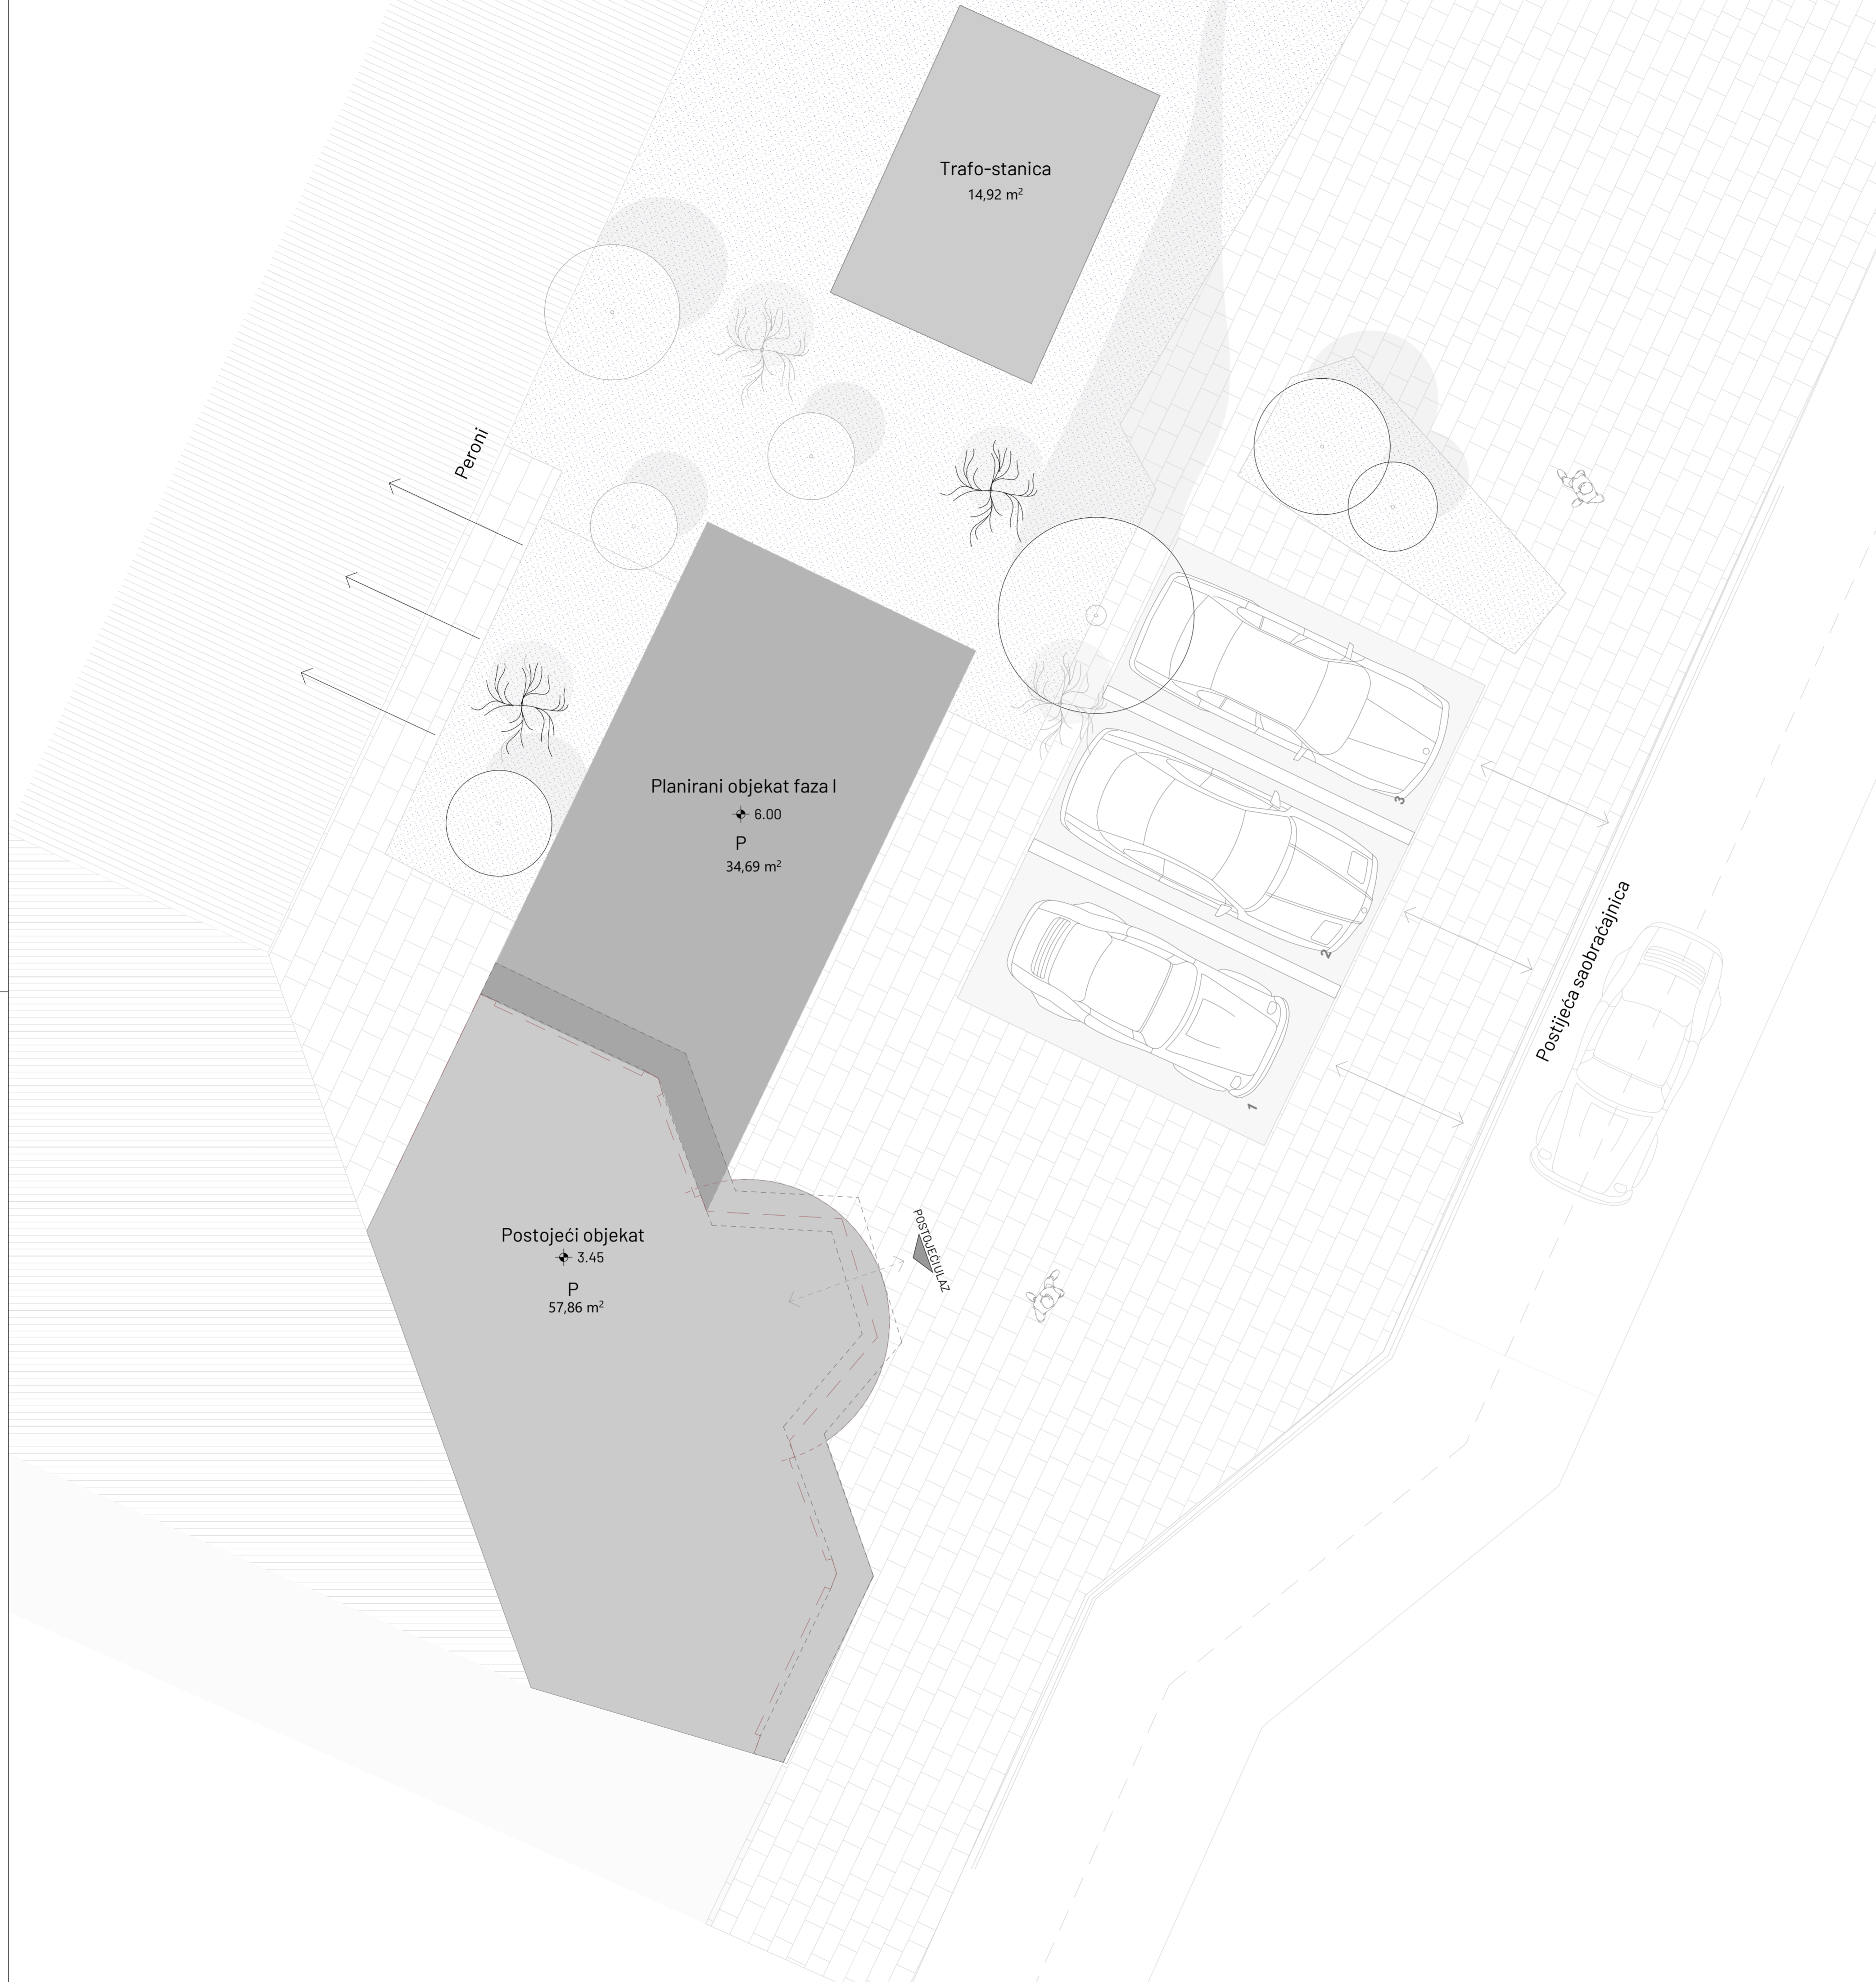 Trafo-stanica
14,92 m²
Peroni
Planirani objekat faza I
6.00
P
34,69 m²
3
2
1
Postijeća saobraćajnica
Postojeći objekat
3.45
P
57,86 m²
POSTOJEĆI ULAZ